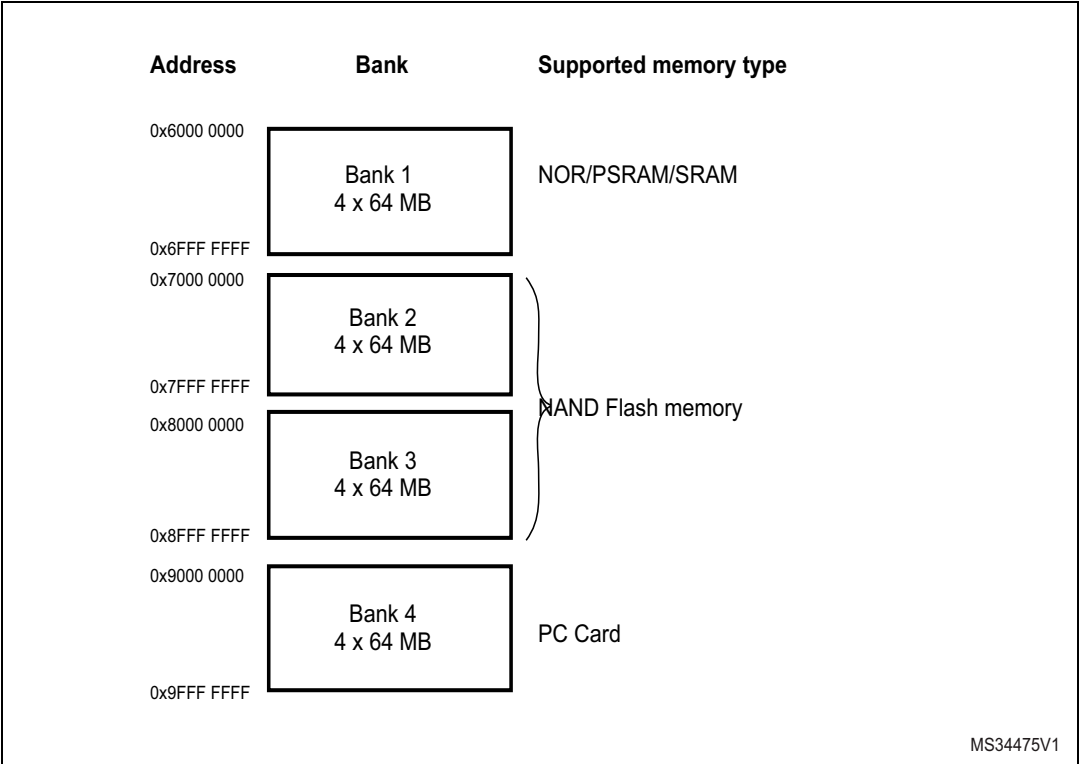 Address Bank Supported memory type
0x6000 0000
Bank 1
NOR/PSRAM/SRAM
4 x 64 MB
0x6FFF FFFF
0x7000 0000
Bank 2
4 x 64 MB
0x7FFF FFFF
NAND Flash memory
0x8000 0000
Bank 3
4 x 64 MB
0x8FFF FFFF
0x9000 0000
Bank 4
4 x 64 MB
PC Card
0x9FFF FFFF
MS34475V1